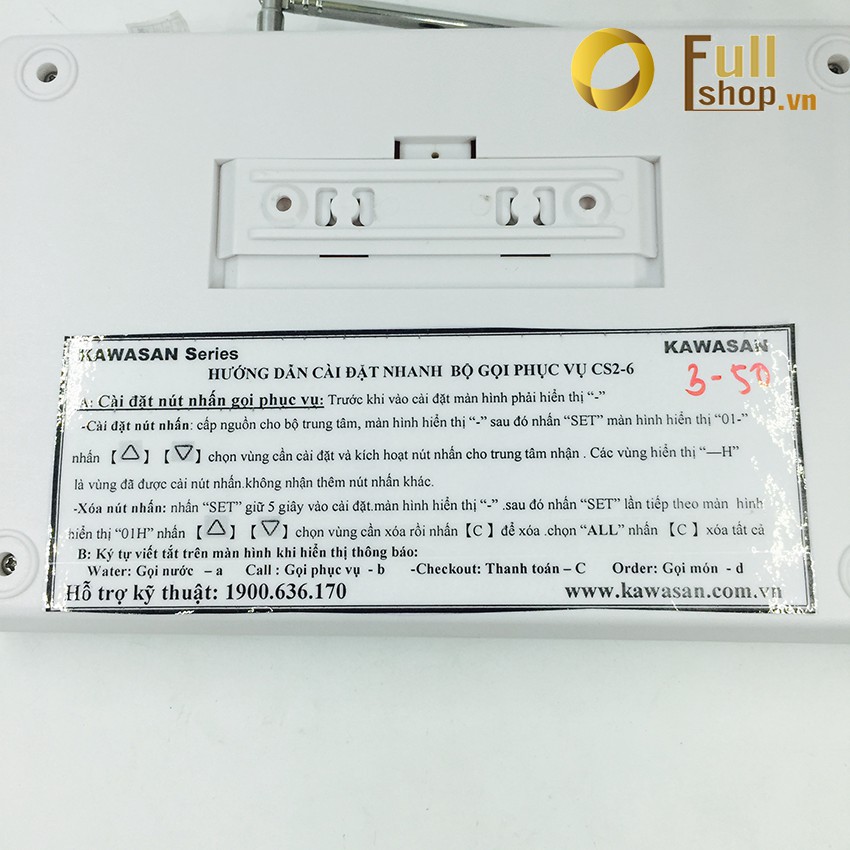 Full
shop.vn
KAWASAN Series
KAWASAN
HƯỚNG DẪN CÀI ĐẶT NHANH BỘ GỌI PHỤC VỤ CS2-6
3-50
A: Cài đặt nút nhấn gọi phục vụ: Trước khi vào cài đặt màn hình phải hiển thị “-”
-Cài đặt nút nhấn: cấp nguồn cho bộ trung tâm, màn hình hiển thị “-” sau đó nhấn “SET” màn hình hiển thị “01-”
nhấn【△】【▽】chọn vùng cần cài đặt và kích hoạt nút nhấn cho trung tâm nhận . Các vùng hiển thị “—H”
là vùng đã được cài nút nhấn.không nhận thêm nút nhấn khác.
-Xóa nút nhấn: nhấn “SET” giữ 5 giây vào cài đặt.màn hình hiển thị “-” .sau đó nhấn “SET” lần tiếp theo màn hình
hiển thị “01H” nhấn【△】【▽】chọn vùng cần xóa rồi nhấn【C】để xóa .chọn “ALL” nhấn【C】xóa tất cả
B: Ký tự viết tắt trên màn hình khi hiển thị thông báo:
Water: Gọi nước – a Call : Gọi phục vụ - b -Checkout: Thanh toán – C Order: Gọi món - d
Hỗ trợ kỹ thuật: 1900.636.170
www.kawasan.com.vn